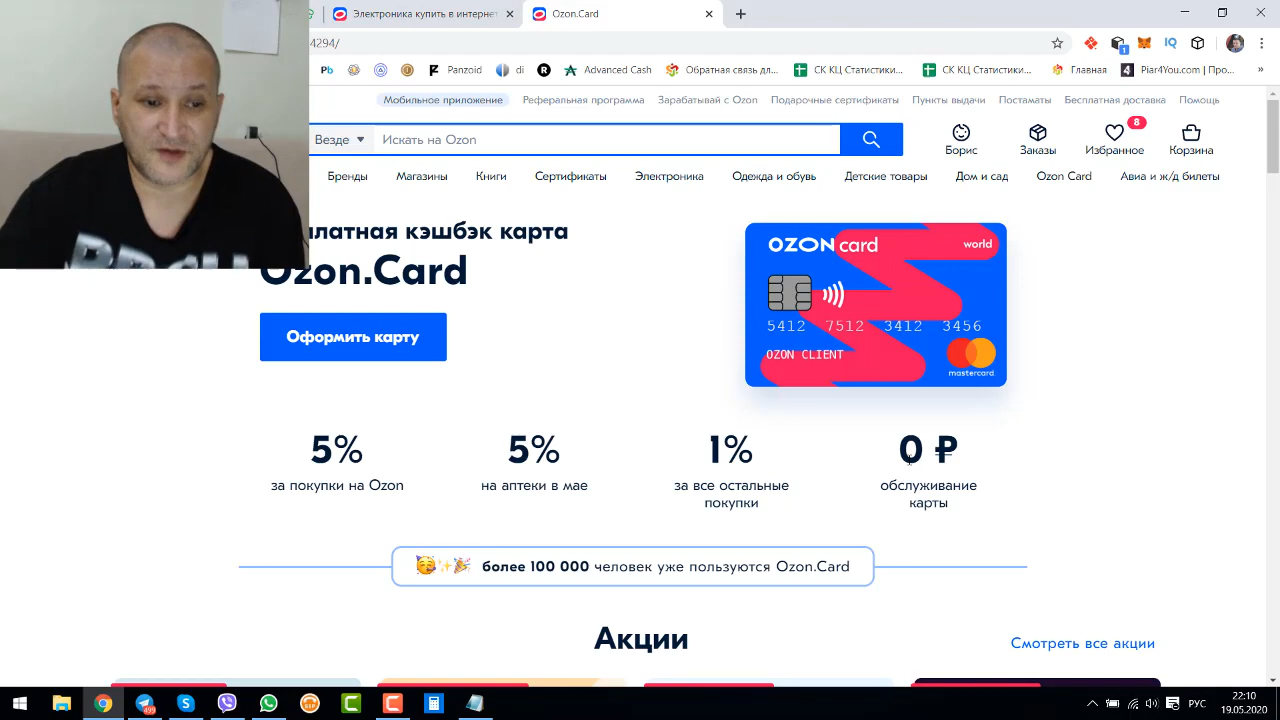 Электроника купить в интернет
Ozon.Card
4294/
Pb
Panzoid
di
Advanced Cash
Обратная связь дл...
СК КЦ Статистики...
СК КЦ Статистики...
Главная
Piar4You.com | Про...
IQ
1
Мобильное приложение
Реферальная программа
Зарабатывай с Ozon
Подарочные сертификаты
Пункты выдачи
Постаматы
Бесплатная доставка
Помощь
Везде
Искать на Ozon
Борис
Заказы
8
Избранное
Корзина
Бренды
Магазины
Книги
Сертификаты
Электроника
Одежда и обувь
Детские товары
Дом и сад
Ozon Card
Авиа и ж/д билеты
латная кэшбэк карта
Ozon.Card
Оформить карту
OZON card
world
5412 7512 3412 3456
OZON CLIENT
mastercard.
5%
за покупки на Ozon
5%
на аптеки в мае
1%
за все остальные
покупки
0 ₽
обслуживание
карты
более 100 000 человек уже пользуются Ozon.Card
Акции
Смотреть все акции
499
РУС
22:10
19.05.2020